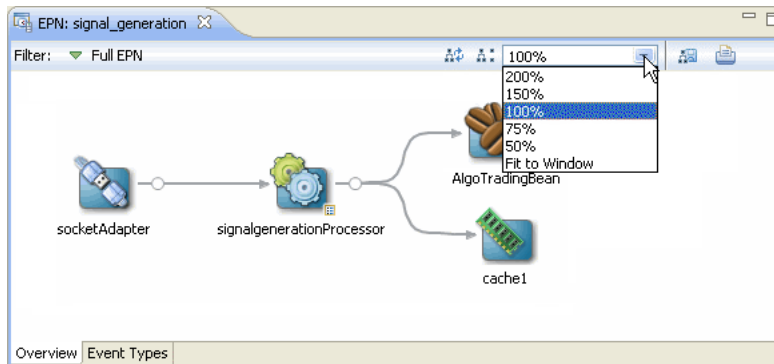 EPN: signal_generation
Filter: Full EPN 100%
200%
150%
100%
75%
50%
Fit to Window
AlgoTradingBean
socketAdapter signalgenerationProcessor
cache1
Overview Event Types